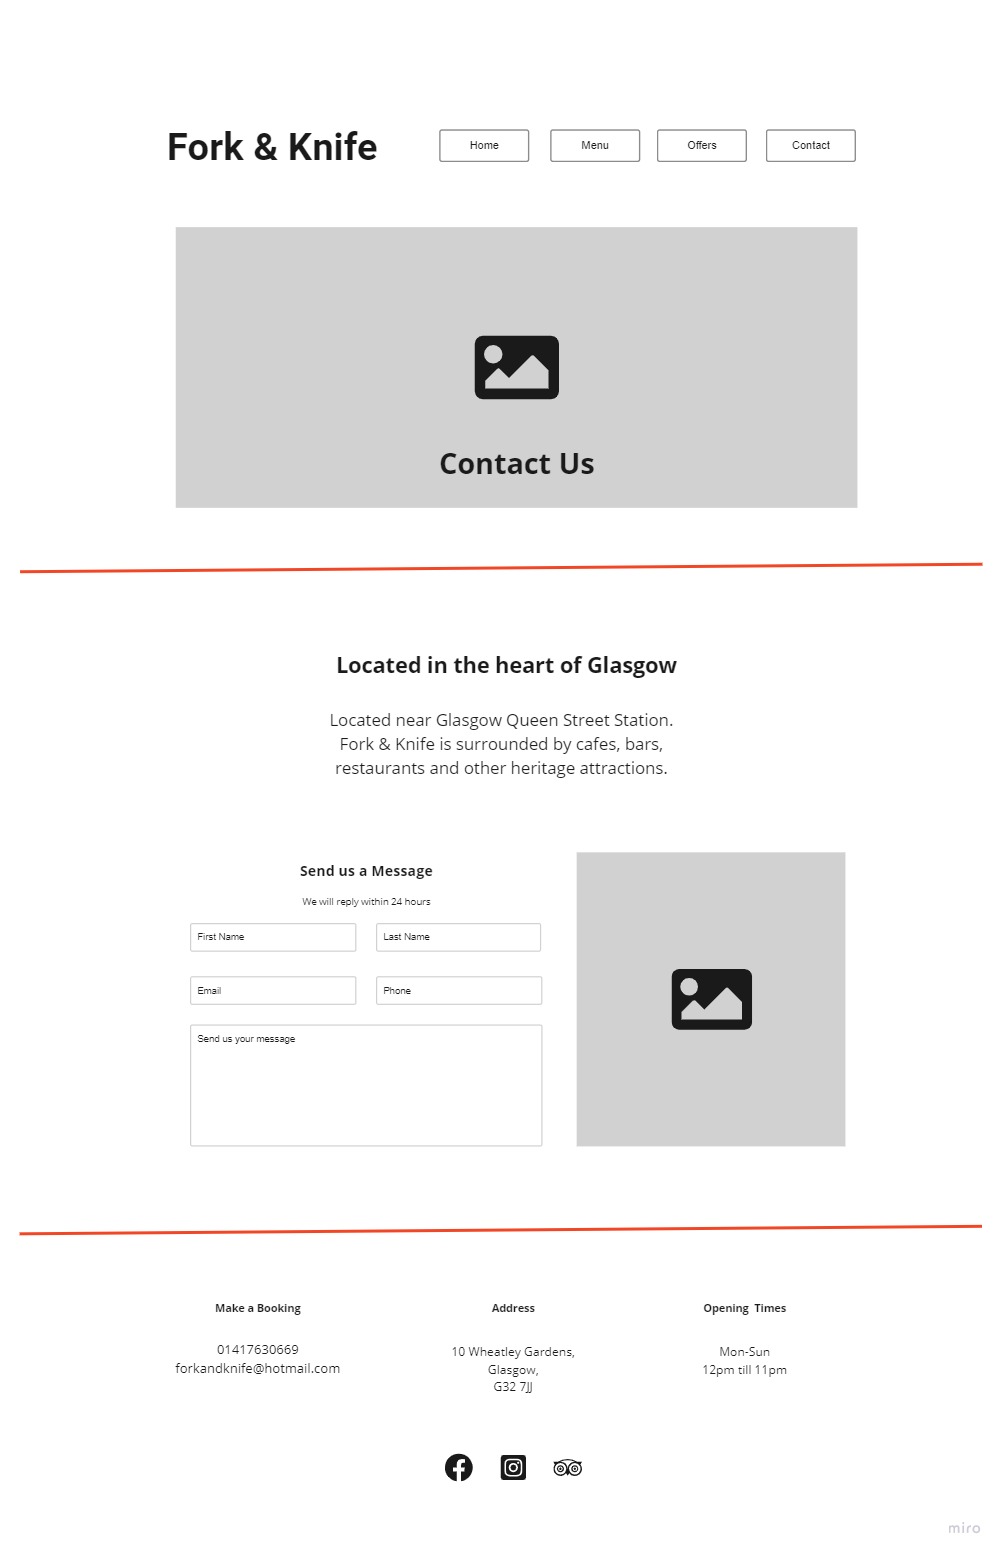 Fork & Knife
Home
Menu
Offers
Contact
Contact Us
Located in the heart of Glasgow
Located near Glasgow Queen Street Station.
Fork & Knife is surrounded by cafes, bars,
restaurants and other heritage attractions.
Send us a Message
We will reply within 24 hours
First Name
Last Name
Email
Phone
Send us your message
Make a Booking
01417630669
forkandknife@hotmail.com
Address
10 Wheatley Gardens,
Glasgow,
G32 7JJ
Opening Times
Mon-Sun
12pm till 11pm
miro